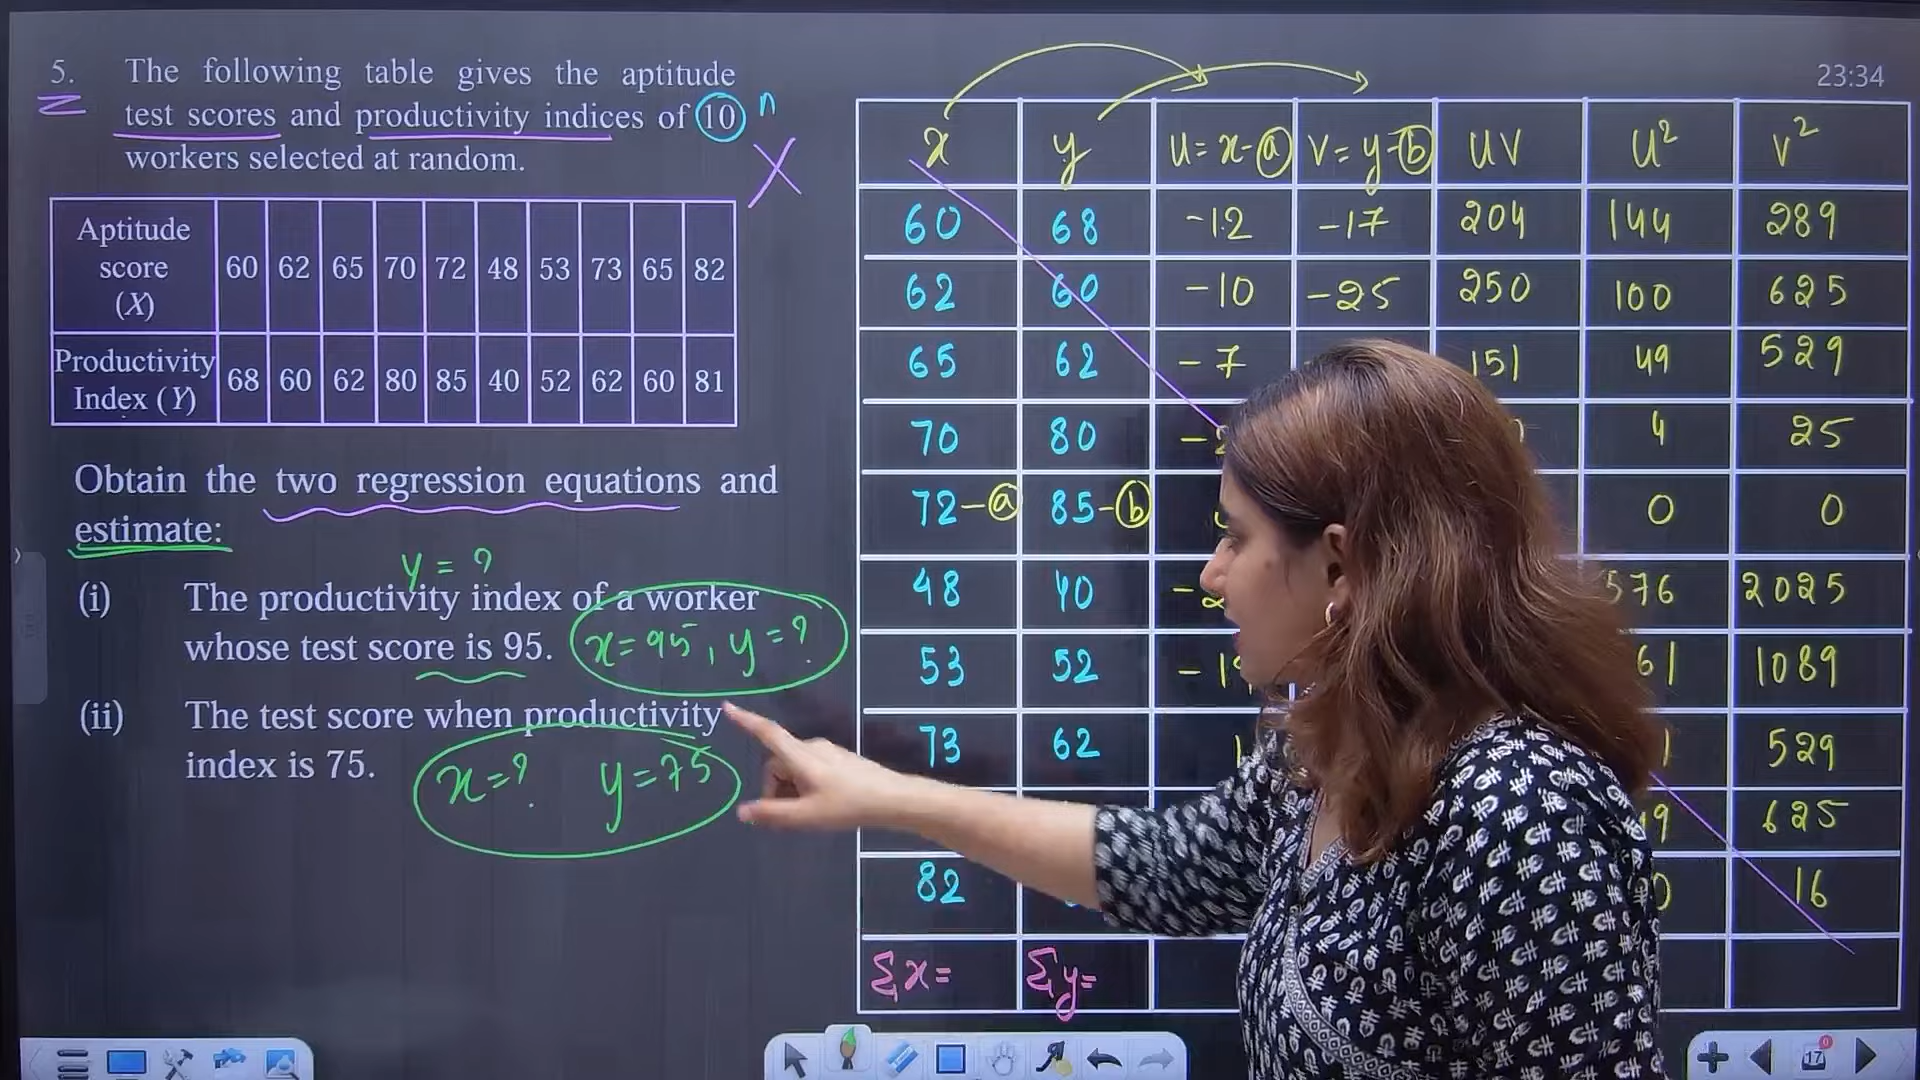 23:34
5. The following table gives the aptitude
test scores and productivity indices of 10 n
workers selected at random.
X
Aptitude score (X) 60 62 65 70 72 48 53 73 65 82
Productivity Index (Y) 68 60 62 80 85 40 52 62 60 81
Obtain the two regression equations and
estimate:
y = ?
(i) The productivity index of a worker
whose test score is 95. x=95, y=?
(ii) The test score when productivity
index is 75.
x=? y=75
x y u=x-a v=y-b uv u² v²
60 68 -12 -17 204 144 289
62 60 -10 -25 250 100 625
65 62 -7 151 49 529
70 80 4 25
72-a 85-b 0 0
48 40 576 2025
53 52 1089
73 62 529
625
82 16
Σx= Σy=
17
0